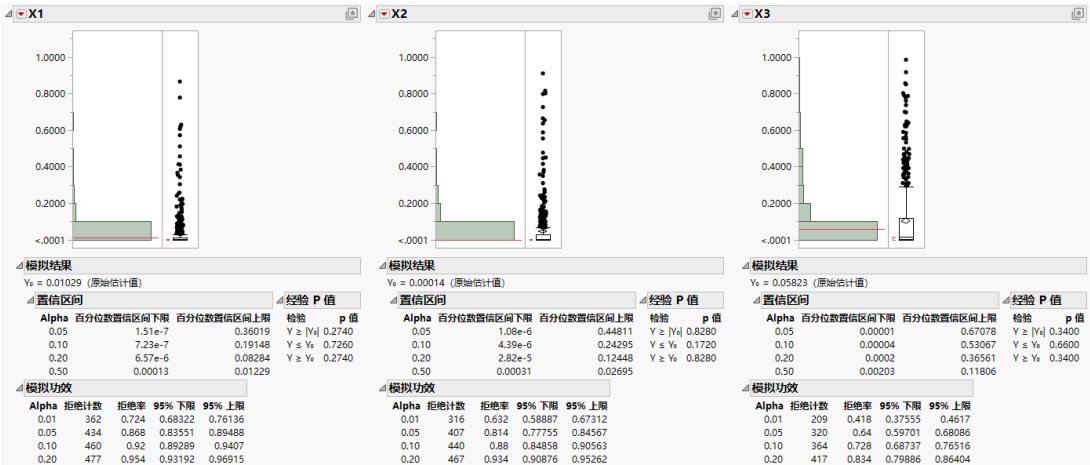 X1
1.0000
0.8000
0.6000
0.4000
0.2000
<.0001
模拟结果
Y₀ = 0.01029（原始估计值）
置信区间
Alpha 百分位数置信区间下限 百分位数置信区间上限
0.05 1.51e-7 0.36019
0.10 7.23e-7 0.19148
0.20 6.57e-6 0.08284
0.50 0.00013 0.01229
经验 P 值
检验 p 值
Y ≥ |Y₀| 0.2740
Y ≤ Y₀ 0.7260
Y ≥ Y₀ 0.2740
模拟功效
Alpha 拒绝计数 拒绝率 95% 下限 95% 上限
0.01 362 0.724 0.68322 0.76136
0.05 434 0.868 0.83551 0.89488
0.10 460 0.92 0.89289 0.9407
0.20 477 0.954 0.93192 0.96915
X2
1.0000
0.8000
0.6000
0.4000
0.2000
<.0001
模拟结果
Y₀ = 0.00014（原始估计值）
置信区间
Alpha 百分位数置信区间下限 百分位数置信区间上限
0.05 1.08e-6 0.44811
0.10 4.39e-6 0.24295
0.20 2.82e-5 0.12448
0.50 0.00031 0.02695
经验 P 值
检验 p 值
Y ≥ |Y₀| 0.8280
Y ≤ Y₀ 0.1720
Y ≥ Y₀ 0.8280
模拟功效
Alpha 拒绝计数 拒绝率 95% 下限 95% 上限
0.01 316 0.632 0.58887 0.67312
0.05 407 0.814 0.77755 0.84567
0.10 440 0.88 0.84858 0.90563
0.20 467 0.934 0.90876 0.95262
X3
1.0000
0.8000
0.6000
0.4000
0.2000
<.0001
模拟结果
Y₀ = 0.05823（原始估计值）
置信区间
Alpha 百分位数置信区间下限 百分位数置信区间上限
0.05 0.00001 0.67078
0.10 0.00004 0.53067
0.20 0.0002 0.36561
0.50 0.00203 0.11806
经验 P 值
检验 p 值
Y ≥ |Y₀| 0.3400
Y ≤ Y₀ 0.6600
Y ≥ Y₀ 0.3400
模拟功效
Alpha 拒绝计数 拒绝率 95% 下限 95% 上限
0.01 209 0.418 0.37555 0.4617
0.05 320 0.64 0.59701 0.68086
0.10 364 0.728 0.68737 0.76516
0.20 417 0.834 0.79886 0.86404